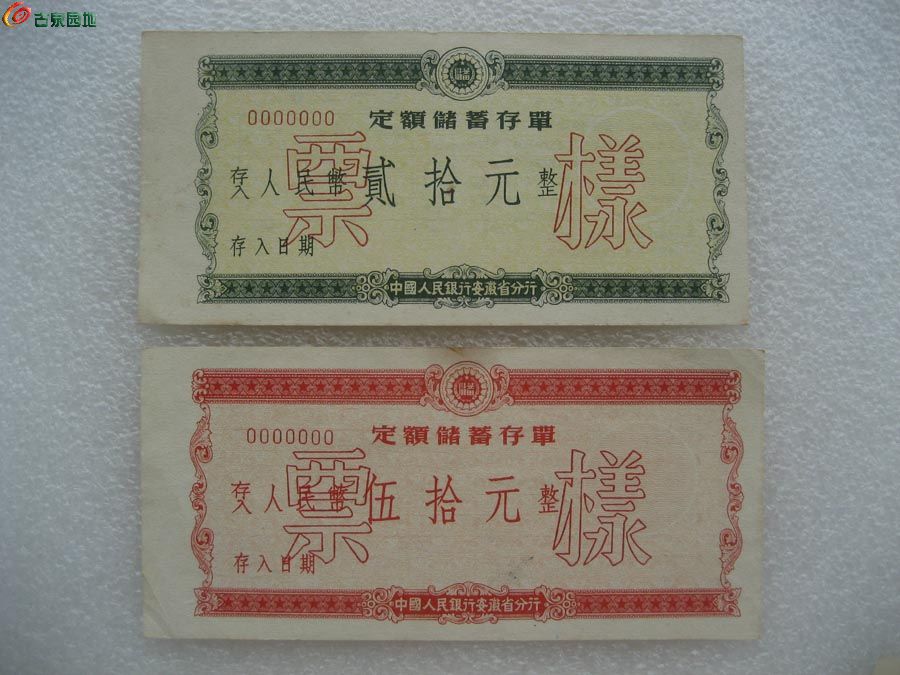 古泉园地
儲
0000000 定額儲蓄存單
票樣
存入人民幣貳拾元整
存入日期
中國人民銀行安徽省分行
儲
0000000 定額儲蓄存單
票樣
存入人民幣伍拾元整
存入日期
中國人民銀行安徽省分行